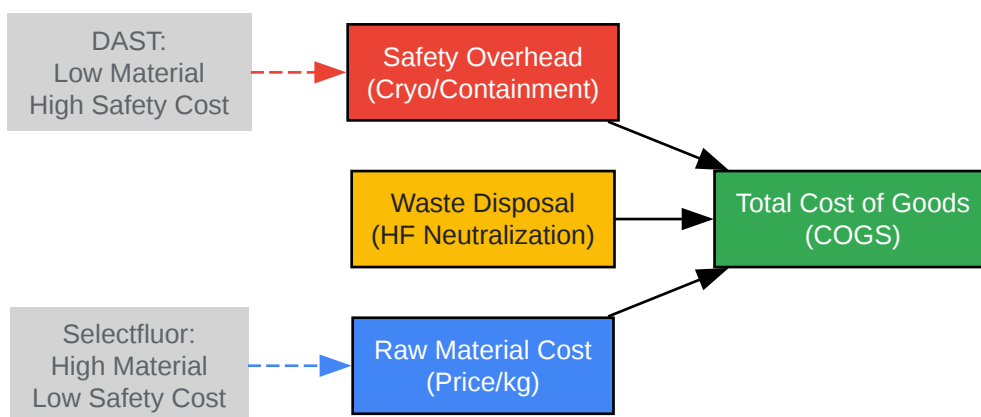 DAST:
Low Material
High Safety Cost
Safety Overhead
(Cryo/Containment)
Waste Disposal
(HF Neutralization)
Total Cost of Goods
(COGS)
Selectfluor:
High Material
Low Safety Cost
Raw Material Cost
(Price/kg)